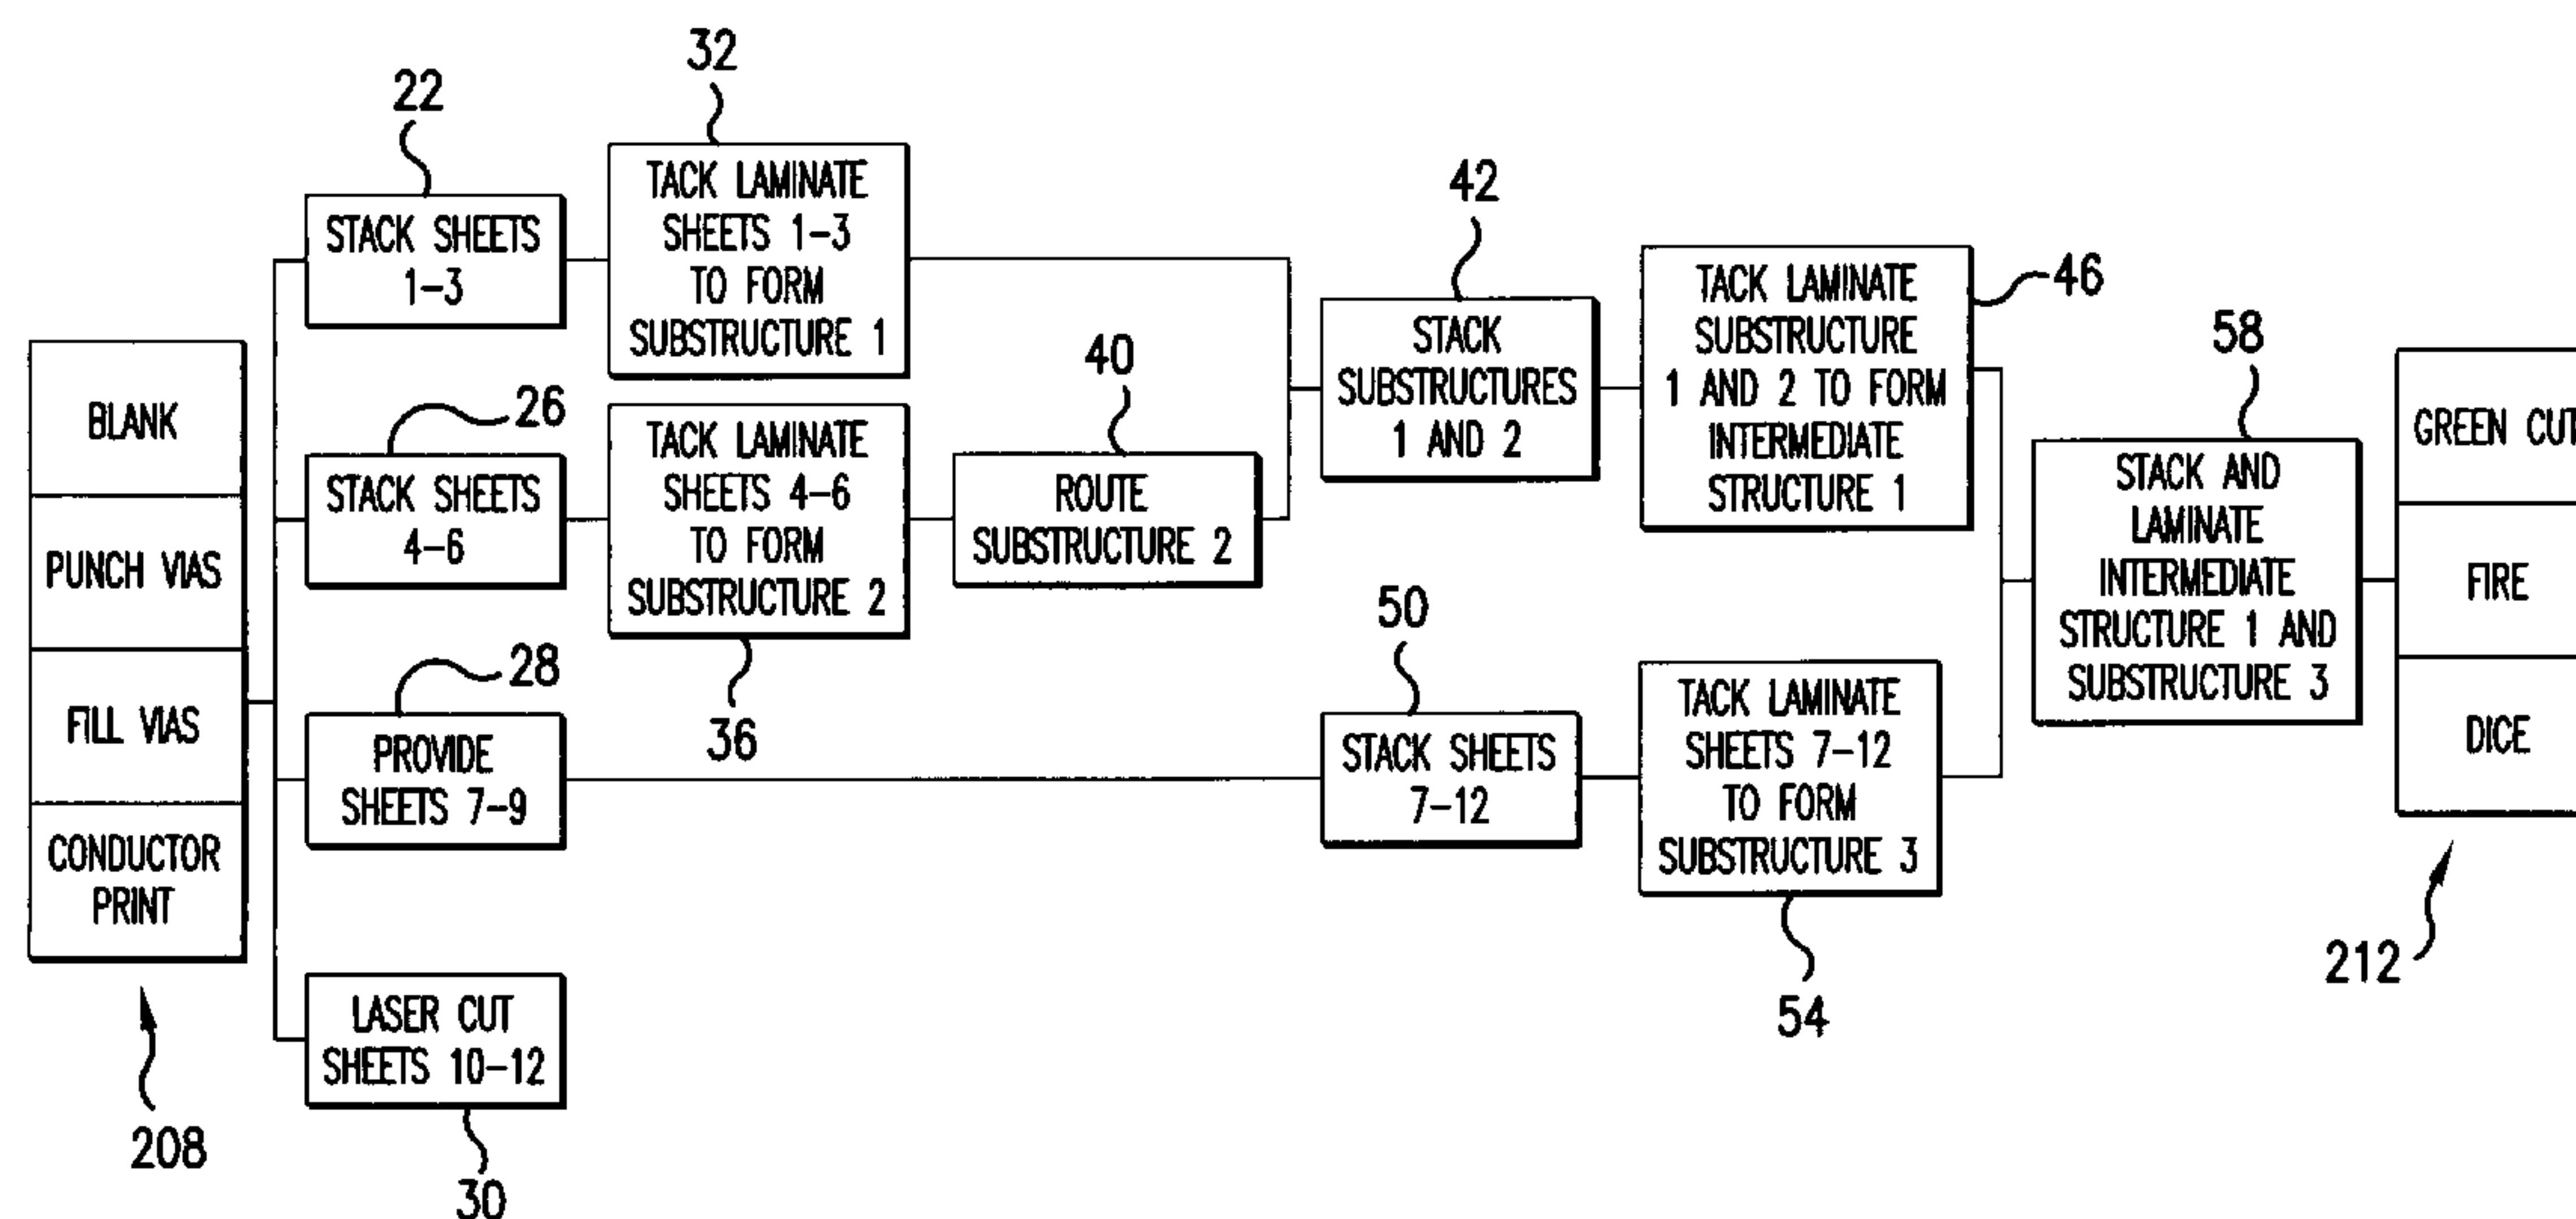 208
BLANK
PUNCH VIAS
FILL VIAS
CONDUCTOR
PRINT
22
STACK SHEETS
1-3
26
STACK SHEETS
4-6
28
PROVIDE
SHEETS 7-9
30
LASER CUT
SHEETS 10-12
32
TACK LAMINATE
SHEETS 1-3
TO FORM
SUBSTRUCTURE 1
36
TACK LAMINATE
SHEETS 4-6
TO FORM
SUBSTRUCTURE 2
40
ROUTE
SUBSTRUCTURE 2
42
STACK
SUBSTRUCTURES
1 AND 2
46
TACK LAMINATE
SUBSTRUCTURE
1 AND 2 TO FORM
INTERMEDIATE
STRUCTURE 1
50
STACK SHEETS
7-12
54
TACK LAMINATE
SHEETS 7-12
TO FORM
SUBSTRUCTURE 3
58
STACK AND
LAMINATE
INTERMEDIATE
STRUCTURE 1 AND
SUBSTRUCTURE 3
212
GREEN CUT
FIRE
DICE